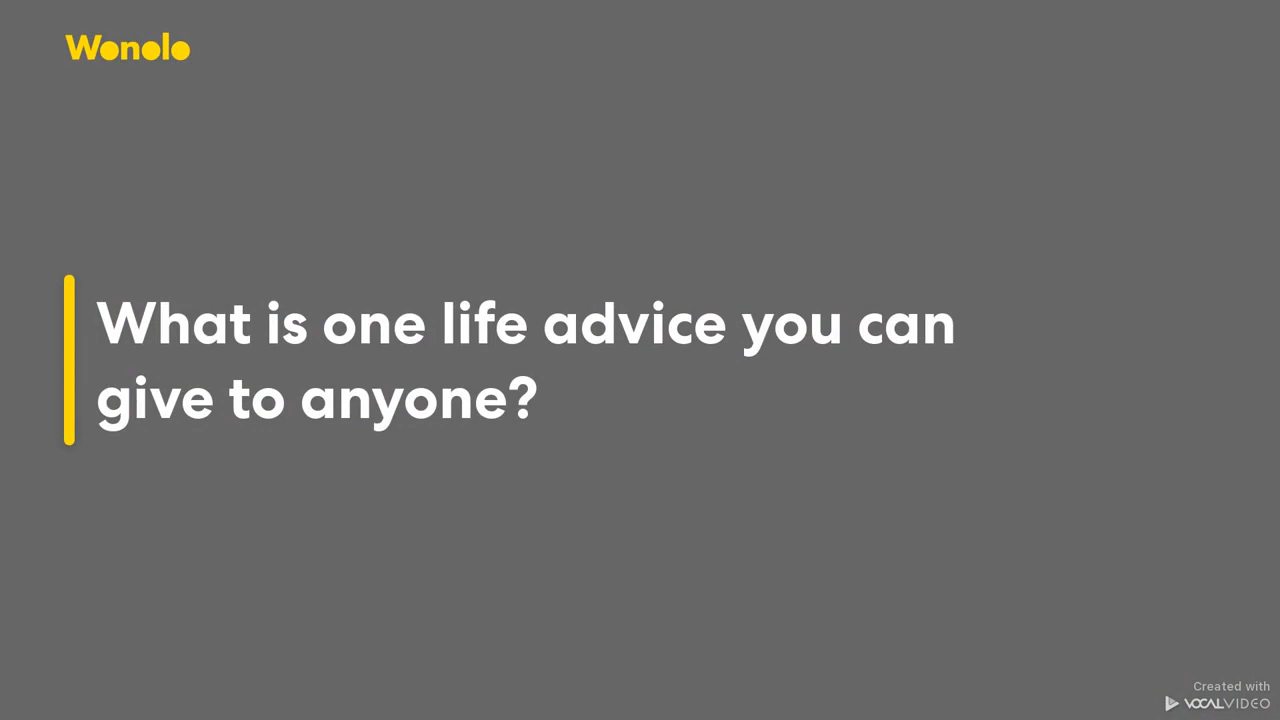 Wonolo
What is one life advice you can
give to anyone?
Created with
VOCALVIDEO